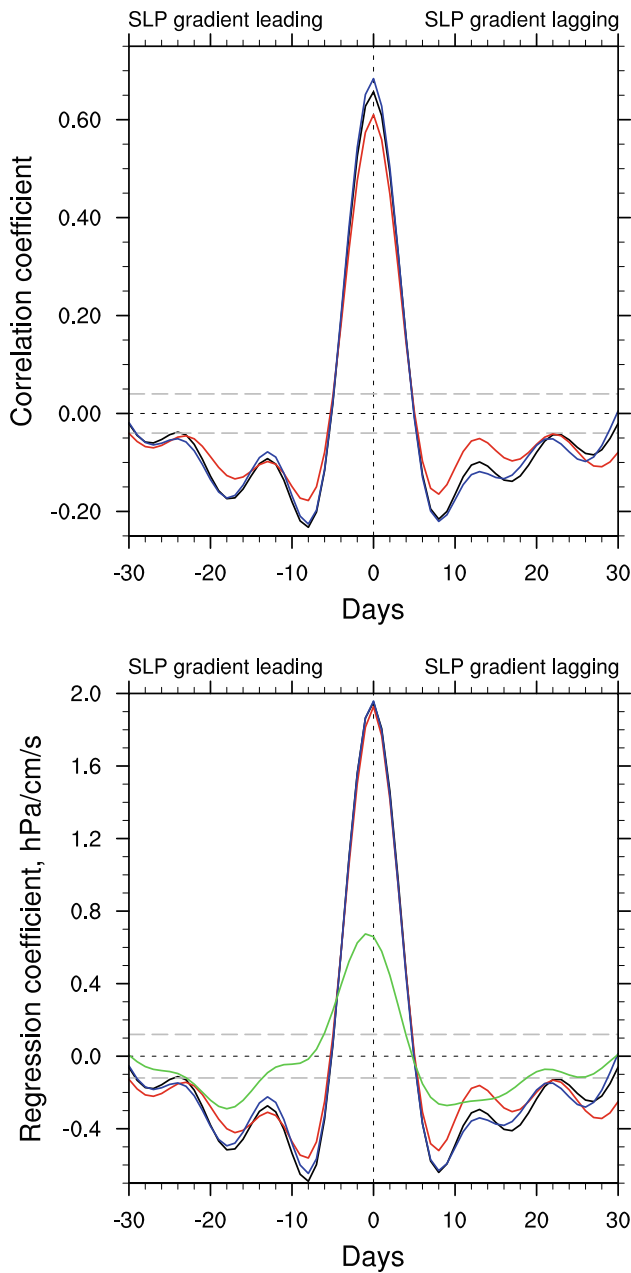 SLP gradient leading SLP gradient lagging
0.60
0.40
0.20
0.00
-0.20
Correlation coefficient
-30 -20 -10 0 10 20 30
Days
SLP gradient leading SLP gradient lagging
2.0
1.6
1.2
0.8
0.4
0.0
-0.4
Regression coefficient, hPa/cm/s
-30 -20 -10 0 10 20 30
Days